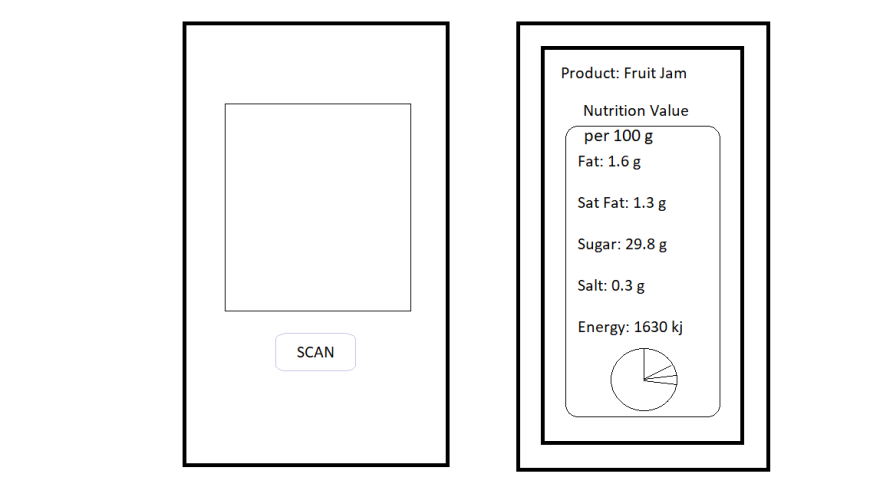 SCAN
Product: Fruit Jam
Nutrition Value
per 100 g
Fat: 1.6 g
Sat Fat: 1.3 g
Sugar: 29.8 g
Salt: 0.3 g
Energy: 1630 kj